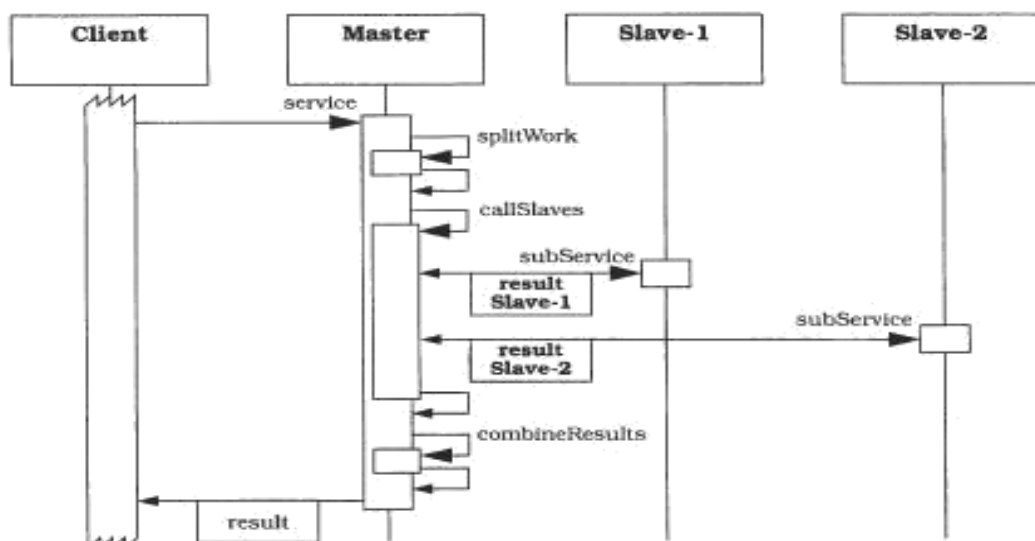 Client
Master
Slave-1
Slave-2
service
splitWork
callSlaves
subService
result
Slave-1
subService
result
Slave-2
combineResults
result